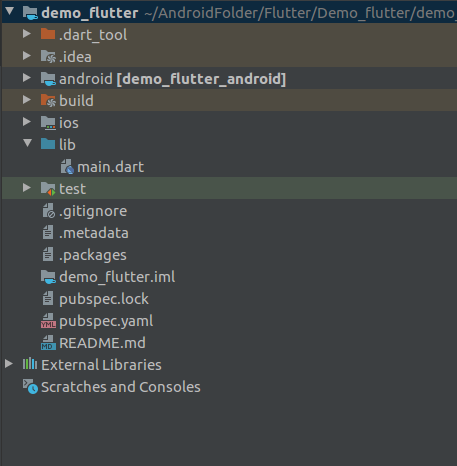 demo_flutter ~/AndroidFolder/Flutter/Demo_flutter/demo_
.dart_tool
.idea
android [demo_flutter_android]
build
ios
lib
main.dart
test
.gitignore
.metadata
.packages
demo_flutter.iml
pubspec.lock
pubspec.yaml
README.md
External Libraries
Scratches and Consoles